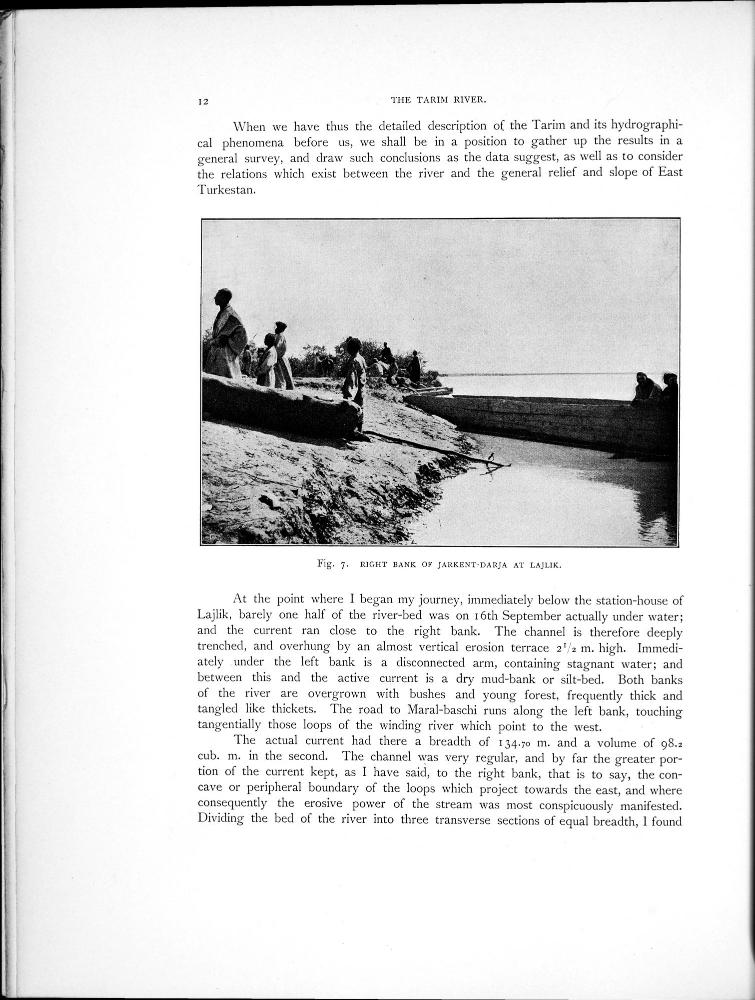 12
THE TARIM RIVER.
When we have thus the detailed description of the Tarim and its hydrographi-
cal phenomena before us, we shall be in a position to gather up the results in a
general survey, and draw such conclusions as the data suggest, as well as to consider
the relations which exist between the river and the general relief and slope of East
Turkestan.
Fig. 7. RIGHT BANK OF JARKENT-DARJA AT LAJLIK.
At the point where I began my journey, immediately below the station-house of
Lajlik, barely one half of the river-bed was on 16th September actually under water;
and the current ran close to the right bank. The channel is therefore deeply
trenched, and overhung by an almost vertical erosion terrace 2 1/2 m. high. Immedi-
ately under the left bank is a disconnected arm, containing stagnant water; and
between this and the active current is a dry mud-bank or silt-bed. Both banks
of the river are overgrown with bushes and young forest, frequently thick and
tangled like thickets. The road to Maral-baschi runs along the left bank, touching
tangentially those loops of the winding river which point to the west.
The actual current had there a breadth of 134.70 m. and a volume of 98.2
cub. m. in the second. The channel was very regular, and by far the greater por-
tion of the current kept, as I have said, to the right bank, that is to say, the con-
cave or peripheral boundary of the loops which project towards the east, and where
consequently the erosive power of the stream was most conspicuously manifested.
Dividing the bed of the river into three transverse sections of equal breadth, I found